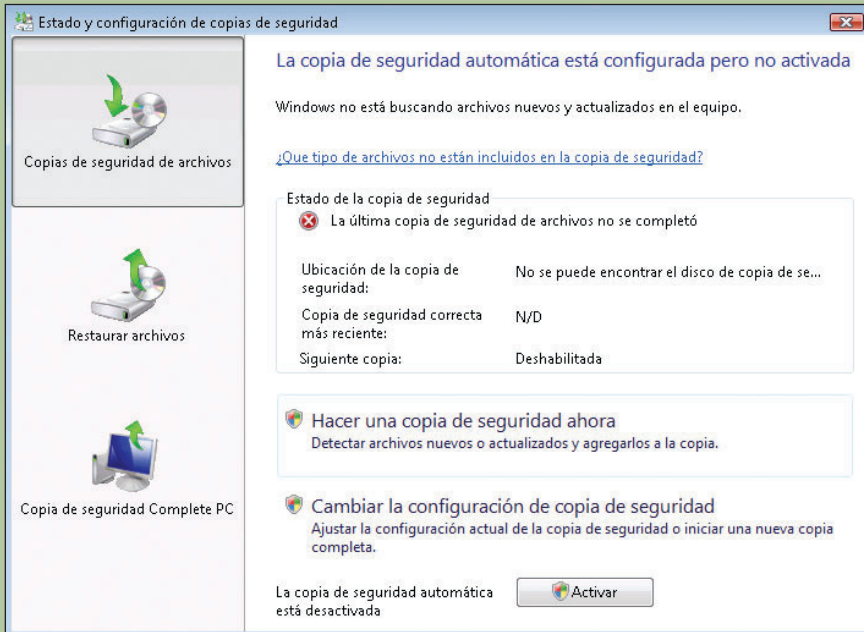 Estado y configuración de copias de seguridad
Copias de seguridad de archivos
Restaurar archivos
Copia de seguridad Complete PC
La copia de seguridad automática está configurada pero no activada
Windows no está buscando archivos nuevos y actualizados en el equipo.
¿Que tipo de archivos no están incluidos en la copia de seguridad?
Estado de la copia de seguridad
La última copia de seguridad de archivos no se completó
Ubicación de la copia de
seguridad:
No se puede encontrar el disco de copia de se...
Copia de seguridad correcta
más reciente:
N/D
Siguiente copia:
Deshabilitada
Hacer una copia de seguridad ahora
Detectar archivos nuevos o actualizados y agregarlos a la copia.
Cambiar la configuración de copia de seguridad
Ajustar la configuración actual de la copia de seguridad o iniciar una nueva copia
completa.
La copia de seguridad automática
está desactivada
Activar